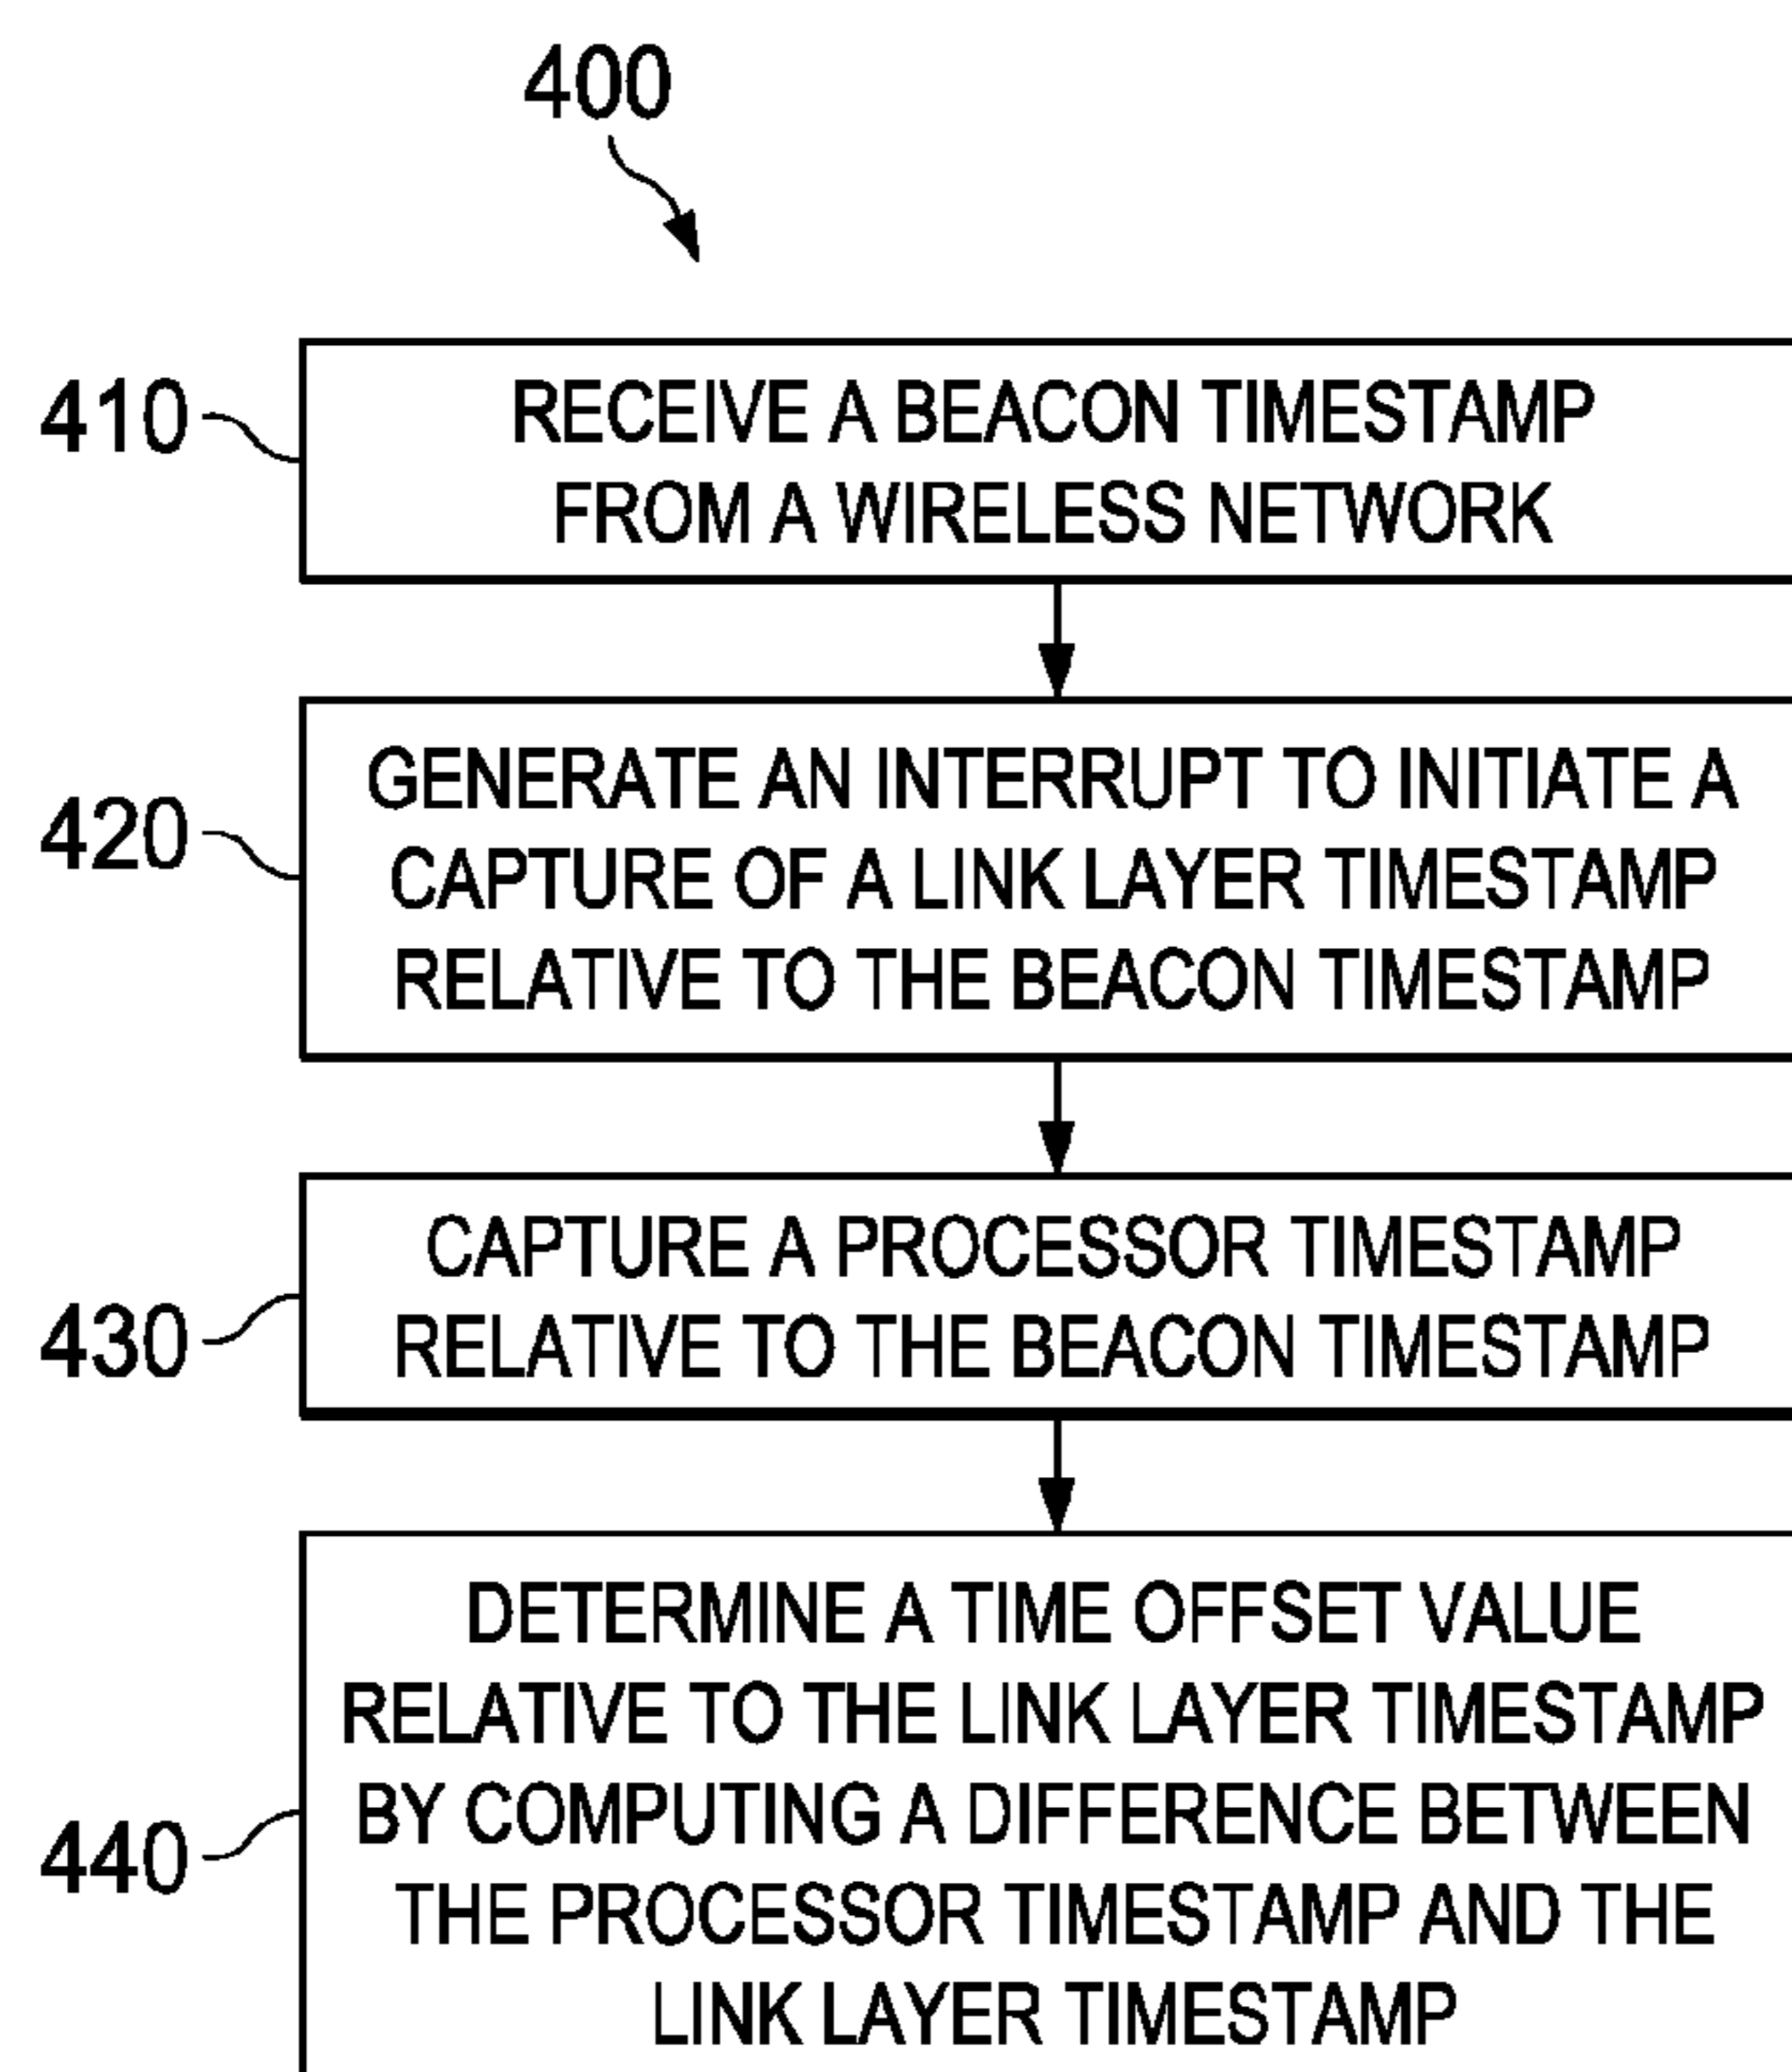 400
410
RECEIVE A BEACON TIMESTAMP
FROM A WIRELESS NETWORK
420
GENERATE AN INTERRUPT TO INITIATE A
CAPTURE OF A LINK LAYER TIMESTAMP
RELATIVE TO THE BEACON TIMESTAMP
430
CAPTURE A PROCESSOR TIMESTAMP
RELATIVE TO THE BEACON TIMESTAMP
440
DETERMINE A TIME OFFSET VALUE
RELATIVE TO THE LINK LAYER TIMESTAMP
BY COMPUTING A DIFFERENCE BETWEEN
THE PROCESSOR TIMESTAMP AND THE
LINK LAYER TIMESTAMP